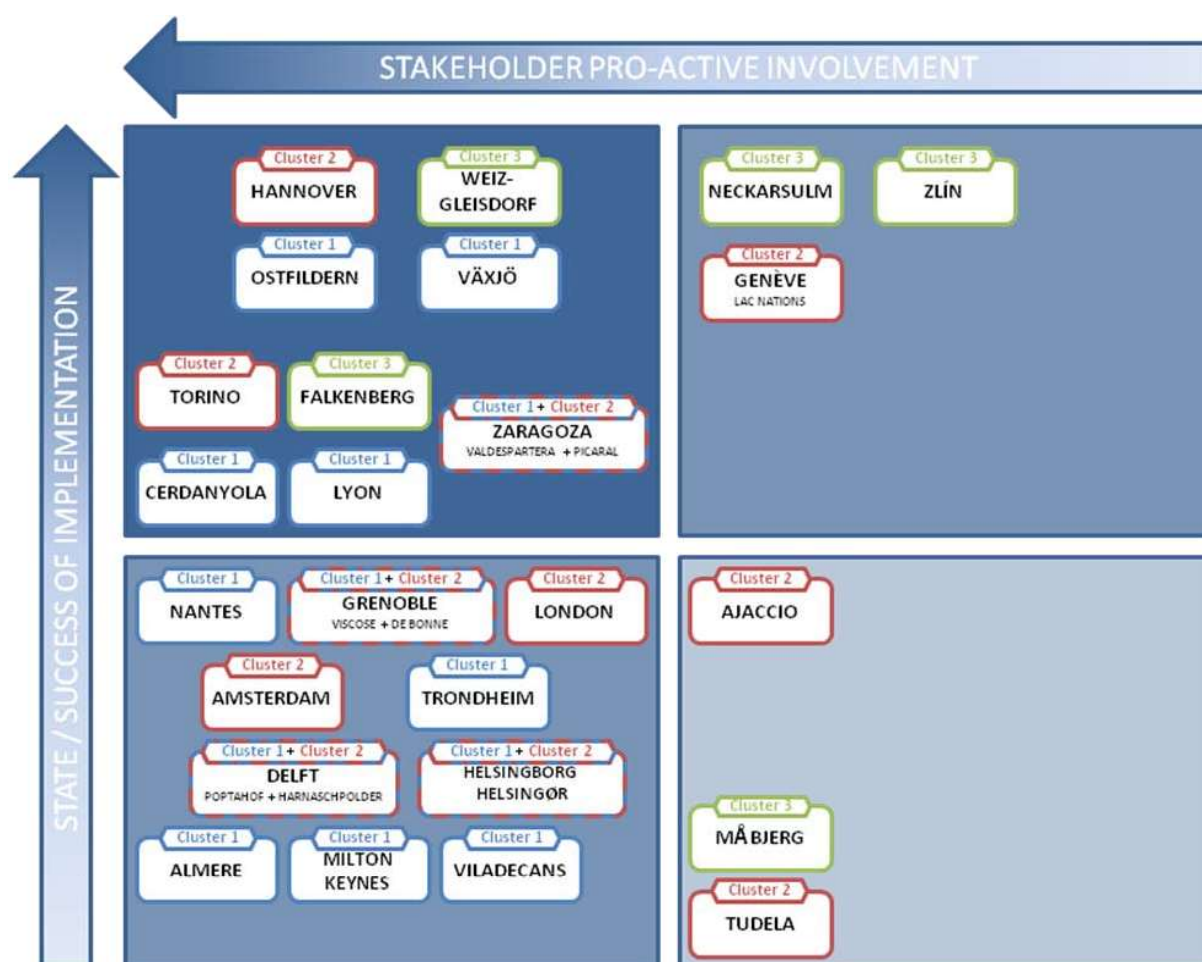 STAKEHOLDER PRO-ACTIVE INVOLVEMENT
STATE / SUCCESS OF IMPLEMENTATION
Cluster 2
HANNOVER
Cluster 3
WEIZ-
GLEISDORF
Cluster 1
OSTFILDERN
Cluster 1
VÄXJÖ
Cluster 2
TORINO
Cluster 3
FALKENBERG
Cluster 1 + Cluster 2
ZARAGOZA
VALDESPARTERA + PICARAL
Cluster 1
CERDANYOLA
Cluster 1
LYON
Cluster 3
NECKARSULM
Cluster 3
ZLÍN
Cluster 2
GENÈVE
LAC NATIONS
Cluster 1
NANTES
Cluster 1 + Cluster 2
GRENOBLE
VISCOSE + DE BONNE
Cluster 2
LONDON
Cluster 2
AMSTERDAM
Cluster 1
TRONDHEIM
Cluster 1 + Cluster 2
DELFT
POPTAHOF + HARNASCHPOLDER
Cluster 1 + Cluster 2
HELSINGBORG
HELSINGØR
Cluster 1
ALMERE
Cluster 1
MILTON
KEYNES
Cluster 1
VILADECANS
Cluster 2
AJACCIO
Cluster 3
MÅBJERG
Cluster 2
TUDELA